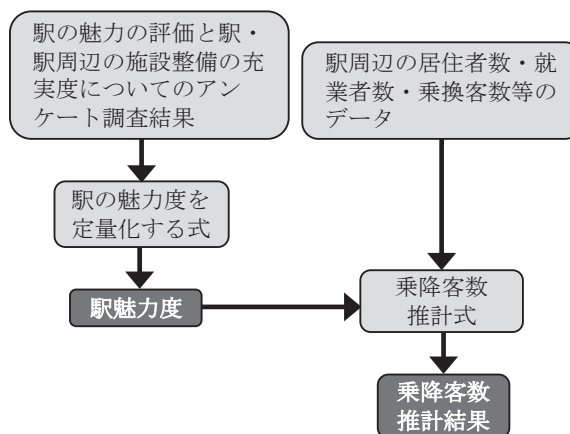 駅の魅力の評価と駅・
駅周辺の施設整備の充
実度についてのアン
ケート調査結果
駅周辺の居住者数・就
業者数・乗換客数等の
データ
駅の魅力度を
定量化する式
駅魅力度
乗降客数
推計式
乗降客数
推計結果